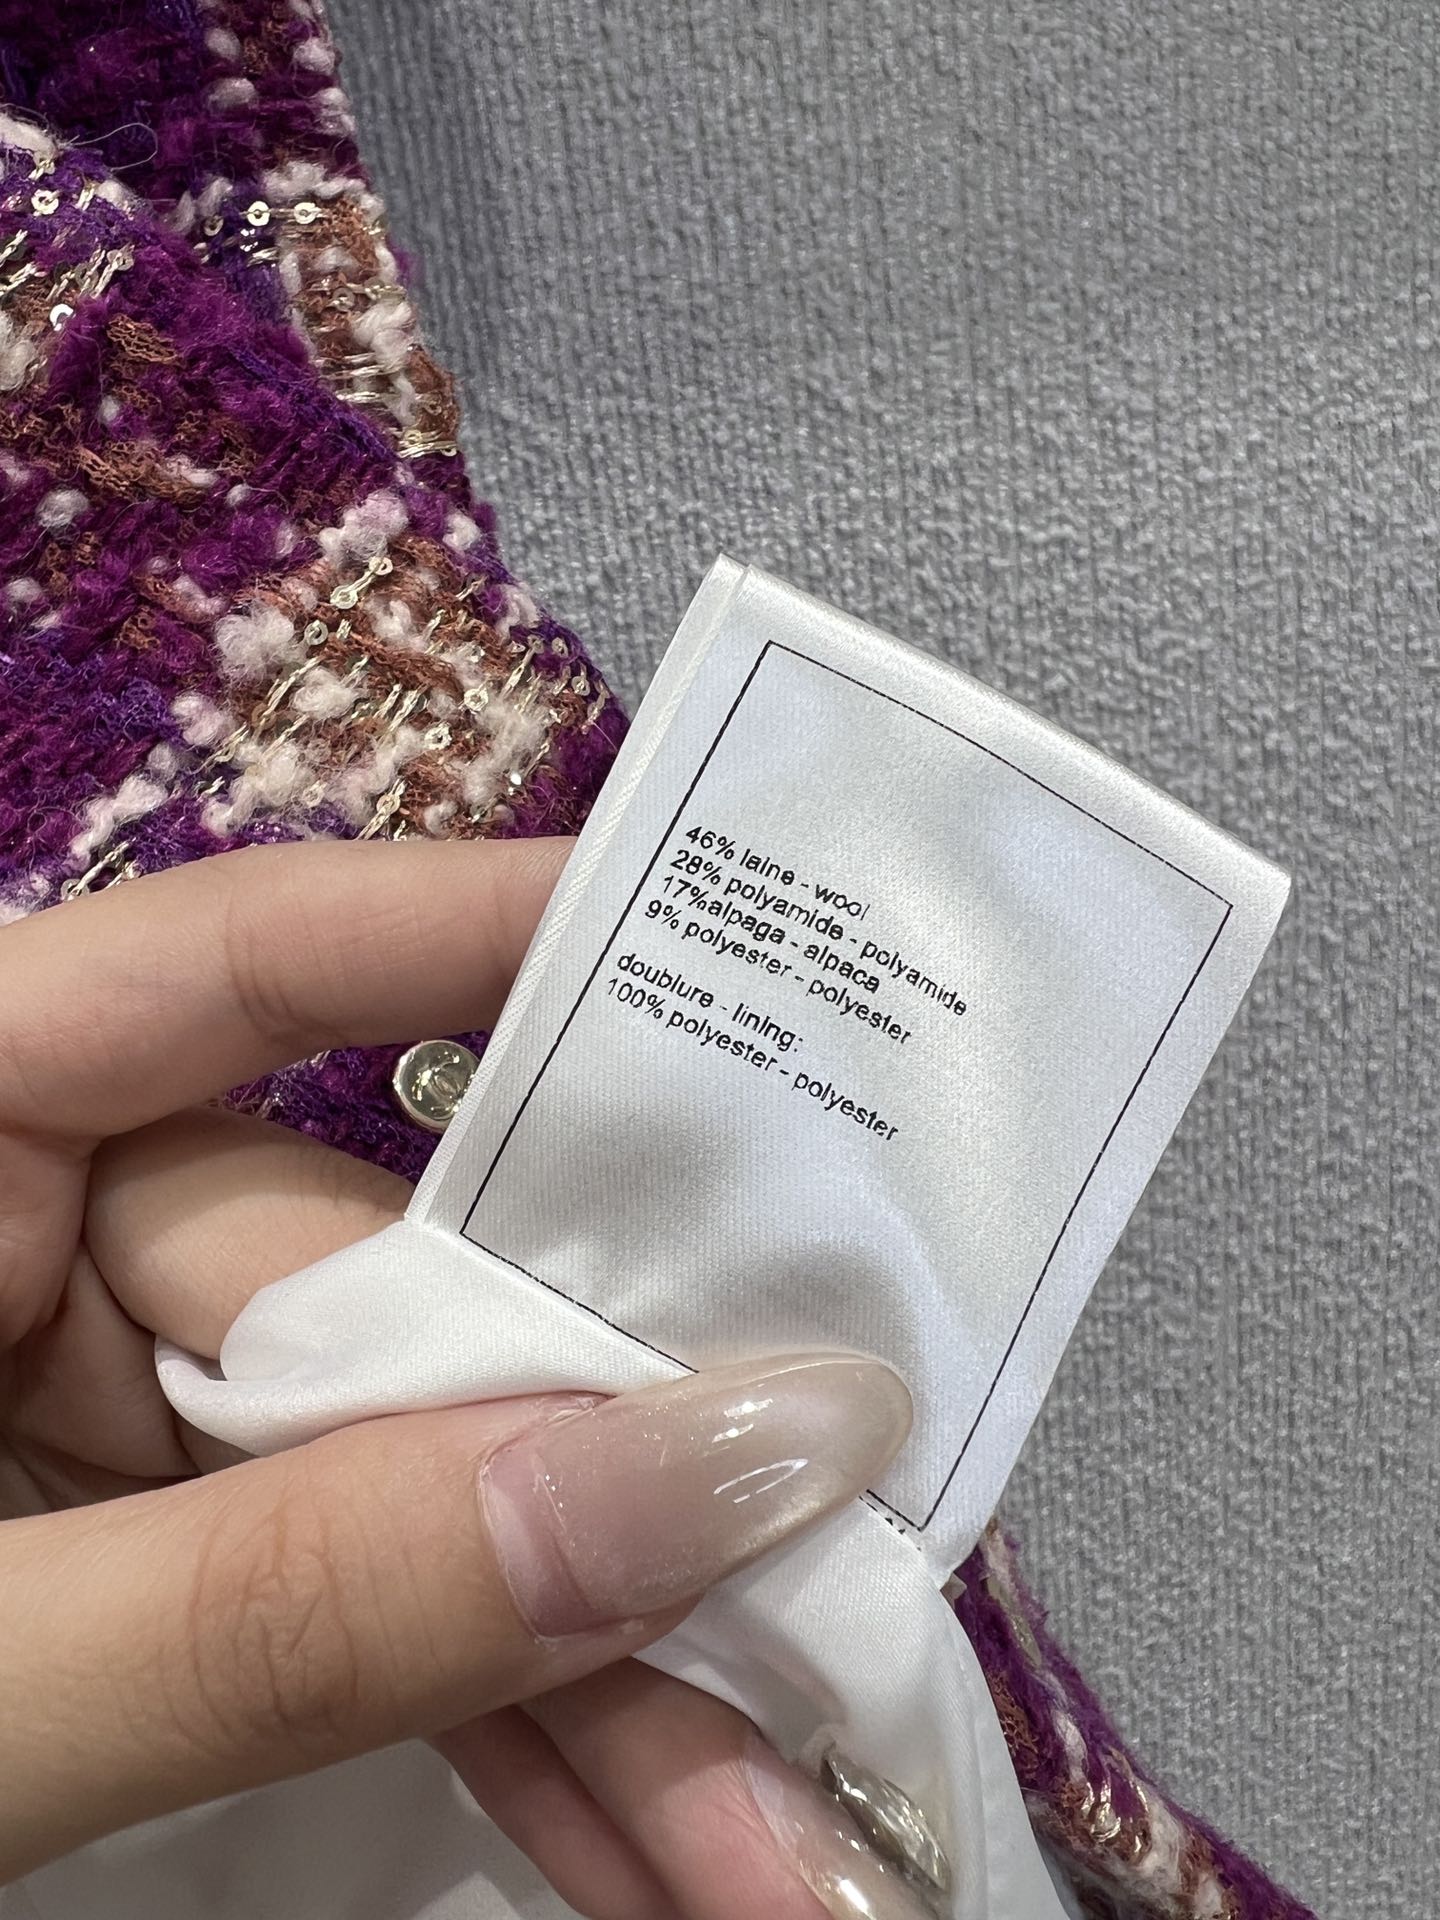 46% laine - wool
28% polyamide - polyamide
17%alpaga - alpaca
9% polyester - polyester
doublure - lining:
100% polyester - polyester